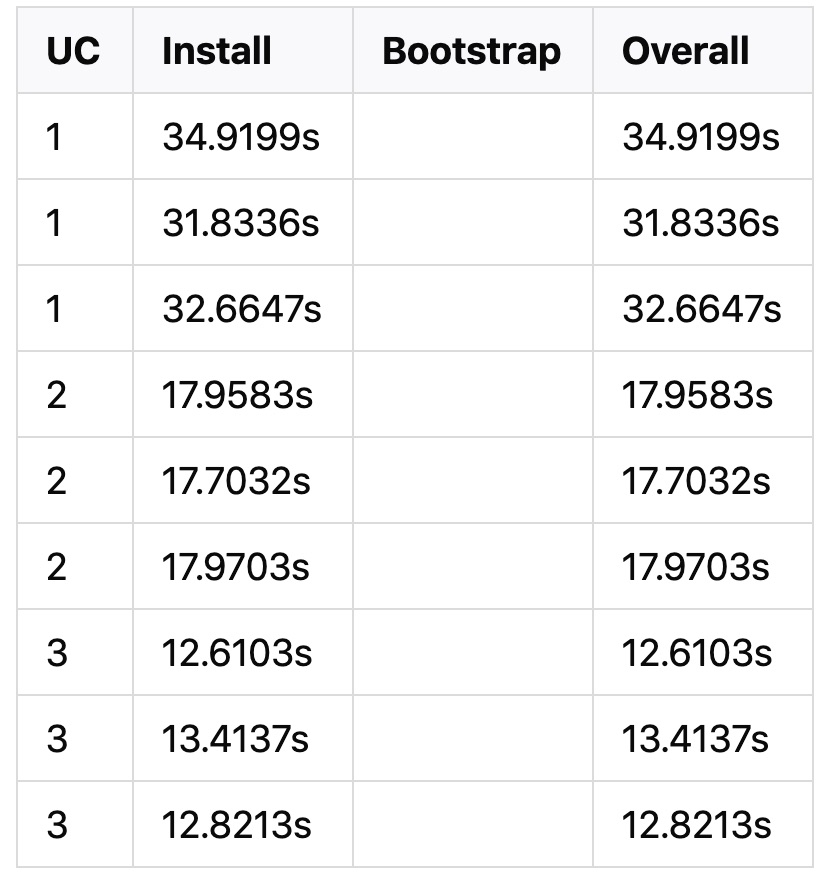 UC Install Bootstrap Overall
1 34.9199s 34.9199s
1 31.8336s 31.8336s
1 32.6647s 32.6647s
2 17.9583s 17.9583s
2 17.7032s 17.7032s
2 17.9703s 17.9703s
3 12.6103s 12.6103s
3 13.4137s 13.4137s
3 12.8213s 12.8213s